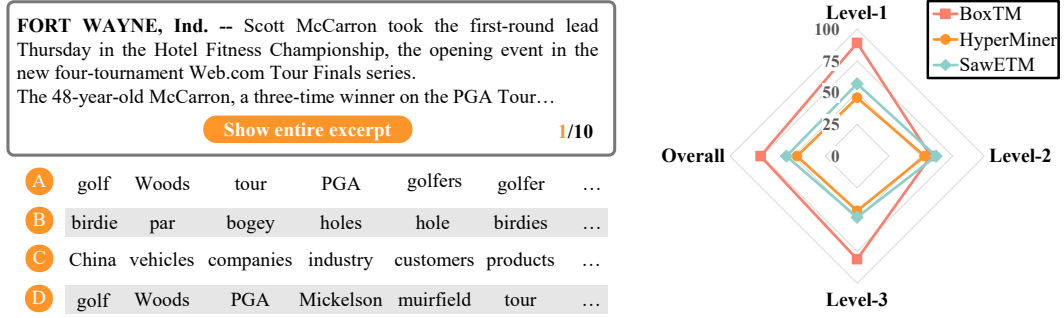 FORT WAYNE, Ind. -- Scott McCarron took the first-round lead
Thursday in the Hotel Fitness Championship, the opening event in the
new four-tournament Web.com Tour Finals series.
The 48-year-old McCarron, a three-time winner on the PGA Tour…
Show entire excerpt
1/10
A golf Woods tour PGA golfers golfer …
B birdie par bogey holes hole birdies …
C China vehicles companies industry customers products …
D golf Woods PGA Mickelson muirfield tour …
Level-1
100
75
50
25
0
Overall
Level-2
Level-3
BoxTM
HyperMiner
SawETM